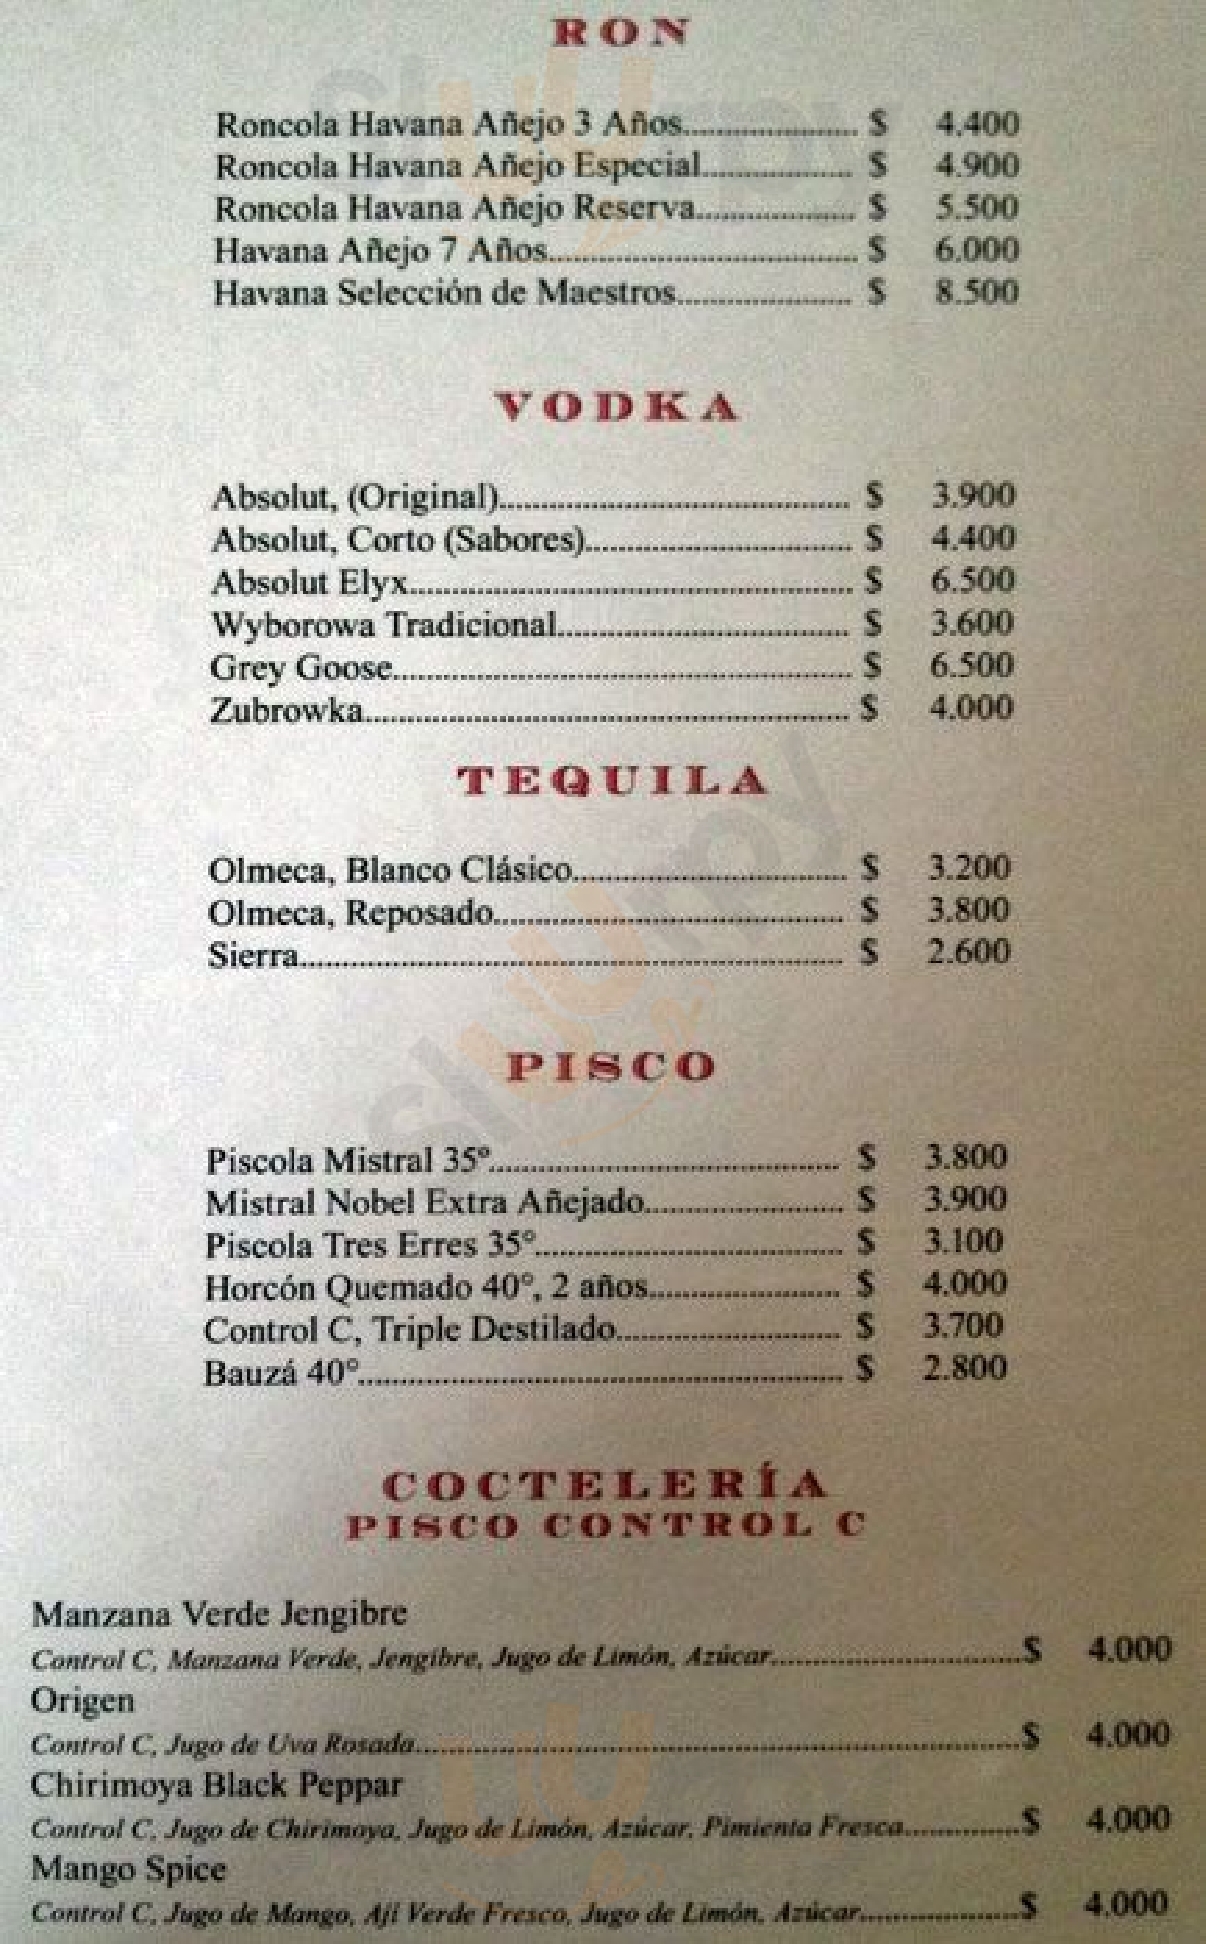 RON
Roncola Havana Añejo 3 Años..................... $ 4.400
Roncola Havana Añejo Especial.................. $ 4.900
Roncola Havana Añejo Reserva................... $ 5.500
Havana Añejo 7 Años..................................... $ 6.000
Havana Selección de Maestros..................... $ 8.500
VODKA
Absolut, (Original).......................................... $ 3.900
Absolut, Corto (Sabores)................................ $ 4.400
Absolut Elyx..................................................... $ 6.500
Wyborowa Tradicional................................... $ 3.600
Grey Goose....................................................... $ 6.500
Zubrowka.......................................................... $ 4.000
TEQUILA
Olmeca, Blanco Clásico................................. $ 3.200
Olmeca, Reposado.......................................... $ 3.800
Sierra................................................................. $ 2.600
PISCO
Piscola Mistral 35°.......................................... $ 3.800
Mistral Nobel Extra Añejado........................ $ 3.900
Piscola Tres Erres 35°..................................... $ 3.100
Horcón Quemado 40°, 2 años....................... $ 4.000
Control C, Triple Destilado........................... $ 3.700
Bauzá 40°.......................................................... $ 2.800
COCTELERÍA
PISCO CONTROL C
Manzana Verde Jengibre
Control C, Manzana Verde, Jengibre, Jugo de Limón, Azúcar.............................. $ 4.000
Origen
Control C, Jugo de Uva Rosada......................................................................... $ 4.000
Chirimoya Black Peppar
Control C, Jugo de Chirimoya, Jugo de Limón, Azúcar, Pimienta Fresca.............. $ 4.000
Mango Spice
Control C, Jugo de Mango, Ají Verde Fresco, Jugo de Limón, Azúcar................... $ 4.000
Slurpy